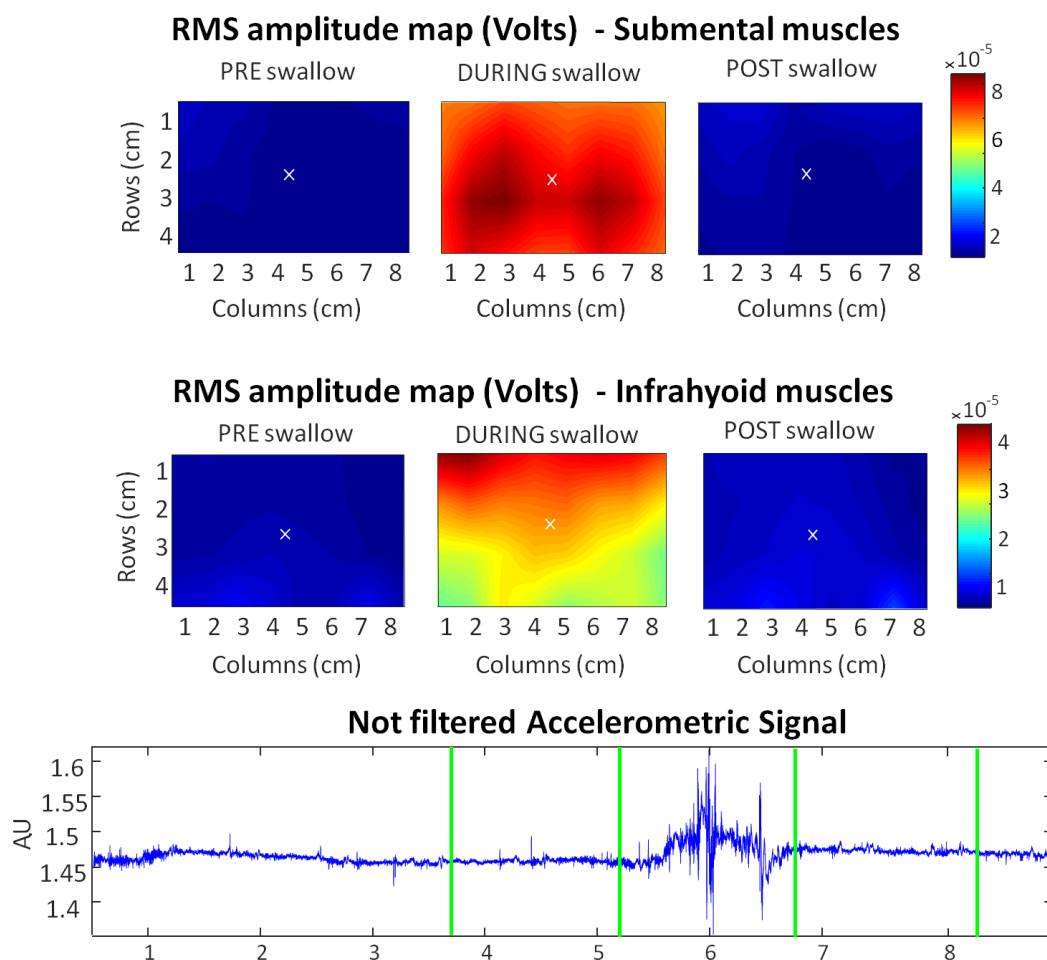 RMS amplitude map (Volts) - Submental muscles
PRE swallow
DURING swallow
POST swallow
×10-5
8
6
4
2
1
2
3
4
Rows (cm)
1 2 3 4 5 6 7 8
1 2 3 4 5 6 7 8
1 2 3 4 5 6 7 8
Columns (cm)
Columns (cm)
Columns (cm)
RMS amplitude map (Volts) - Infrahyoid muscles
PRE swallow
DURING swallow
POST swallow
×10-5
4
3
2
1
1
2
3
4
Rows (cm)
1 2 3 4 5 6 7 8
1 2 3 4 5 6 7 8
1 2 3 4 5 6 7 8
Columns (cm)
Columns (cm)
Columns (cm)
Not filtered Accelerometric Signal
1.6
1.55
1.5
1.45
1.4
AU
1 2 3 4 5 6 7 8